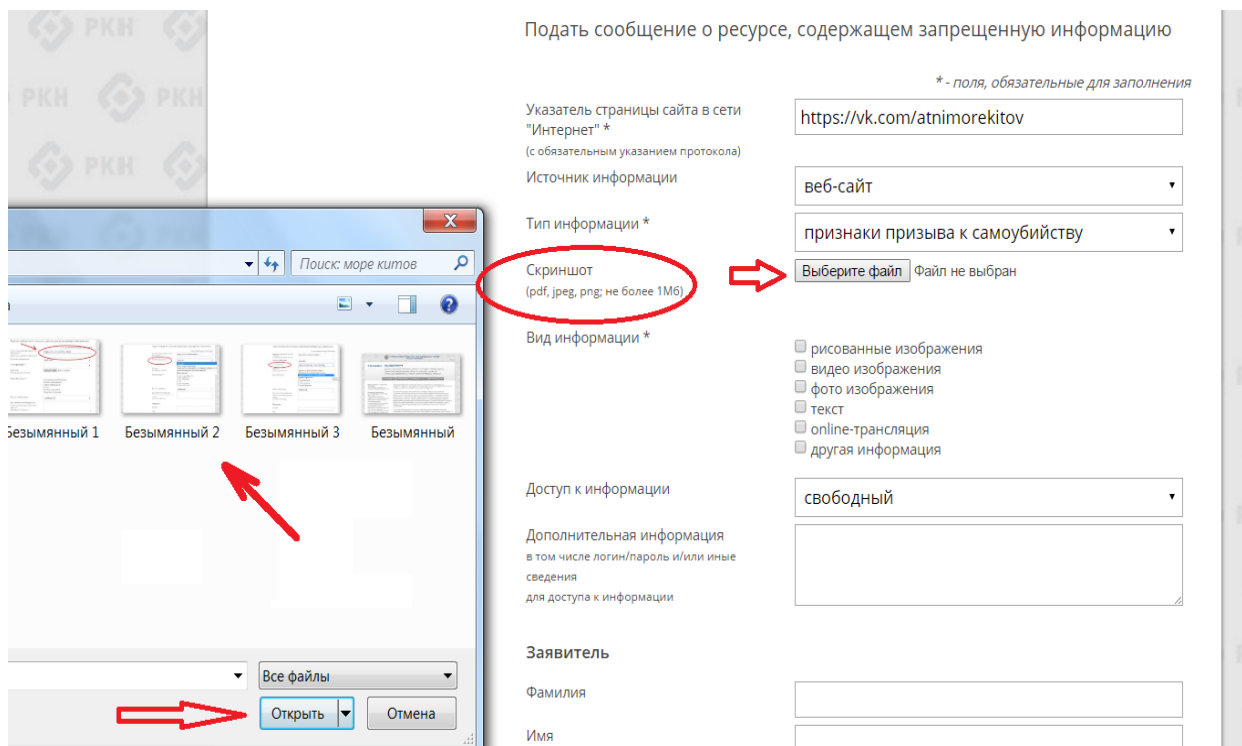 РКН
РКН
РКН
РКН
Подать сообщение о ресурсе, содержащем запрещенную информацию
* - поля, обязательные для заполнения
Указатель страницы сайта в сети
"Интернет" *
(с обязательным указанием протокола)
https://vk.com/atnimorekitov
Источник информации
веб-сайт
Тип информации *
признаки призыва к самоубийству
Скриншот
(pdf, jpeg, png; не более 1Мб)
Выберите файл Файл не выбран
Вид информации *
рисованные изображения
видео изображения
фото изображения
текст
online-трансляция
другая информация
Доступ к информации
свободный
Дополнительная информация
в том числе логин/пароль и/или иные
сведения
для доступа к информации
Заявитель
Фамилия
Имя
Поиск: море китов
Безымянный 1
Безымянный 2
Безымянный 3
Безымянный
Все файлы
Открыть
Отмена